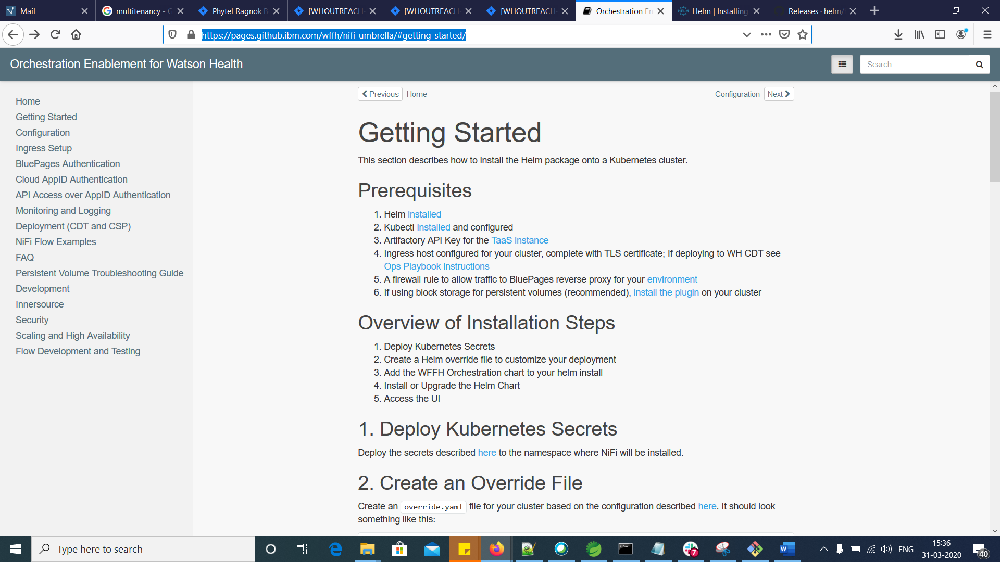 Mail
multitenancy - G
Phytel Ragnok B
[WHOUTREACH
[WHOUTREACH
[WHOUTREACH
Orchestration En
HELM
Helm | Installing
Releases · helm/
https://pages.github.ibm.com/wffh/nifi-umbrella/#getting-started/
Orchestration Enablement for Watson Health
Search
Home
Getting Started
Configuration
Ingress Setup
BluePages Authentication
Cloud AppID Authentication
API Access over AppID Authentication
Monitoring and Logging
Deployment (CDT and CSP)
NiFi Flow Examples
FAQ
Persistent Volume Troubleshooting Guide
Development
Innersource
Security
Scaling and High Availability
Flow Development and Testing
Previous Home
Configuration Next
Getting Started
This section describes how to install the Helm package onto a Kubernetes cluster.
Prerequisites
1. Helm installed
2. Kubectl installed and configured
3. Artifactory API Key for the TaaS instance
4. Ingress host configured for your cluster, complete with TLS certificate; If deploying to WH CDT see
Ops Playbook instructions
5. A firewall rule to allow traffic to BluePages reverse proxy for your environment
6. If using block storage for persistent volumes (recommended), install the plugin on your cluster
Overview of Installation Steps
1. Deploy Kubernetes Secrets
2. Create a Helm override file to customize your deployment
3. Add the WFFH Orchestration chart to your helm install
4. Install or Upgrade the Helm Chart
5. Access the UI
1. Deploy Kubernetes Secrets
Deploy the secrets described here to the namespace where NiFi will be installed.
2. Create an Override File
Create an override.yaml file for your cluster based on the configuration described here. It should look
something like this:
Type here to search
7
W
ENG
15:36
31-03-2020
40